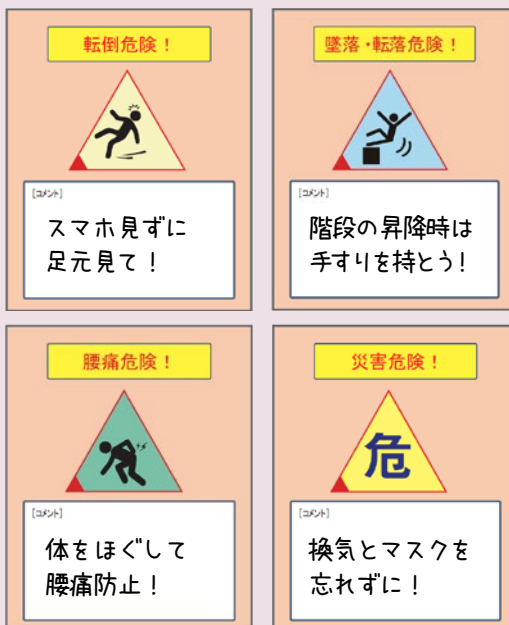 転倒危険！
[コメント]
スマホ見ずに
足元見て！
墜落・転落危険！
[コメント]
階段の昇降時は
手すりを持とう！
腰痛危険！
[コメント]
体をほぐして
腰痛防止！
災害危険！
危
[コメント]
換気とマスクを
忘れずに！